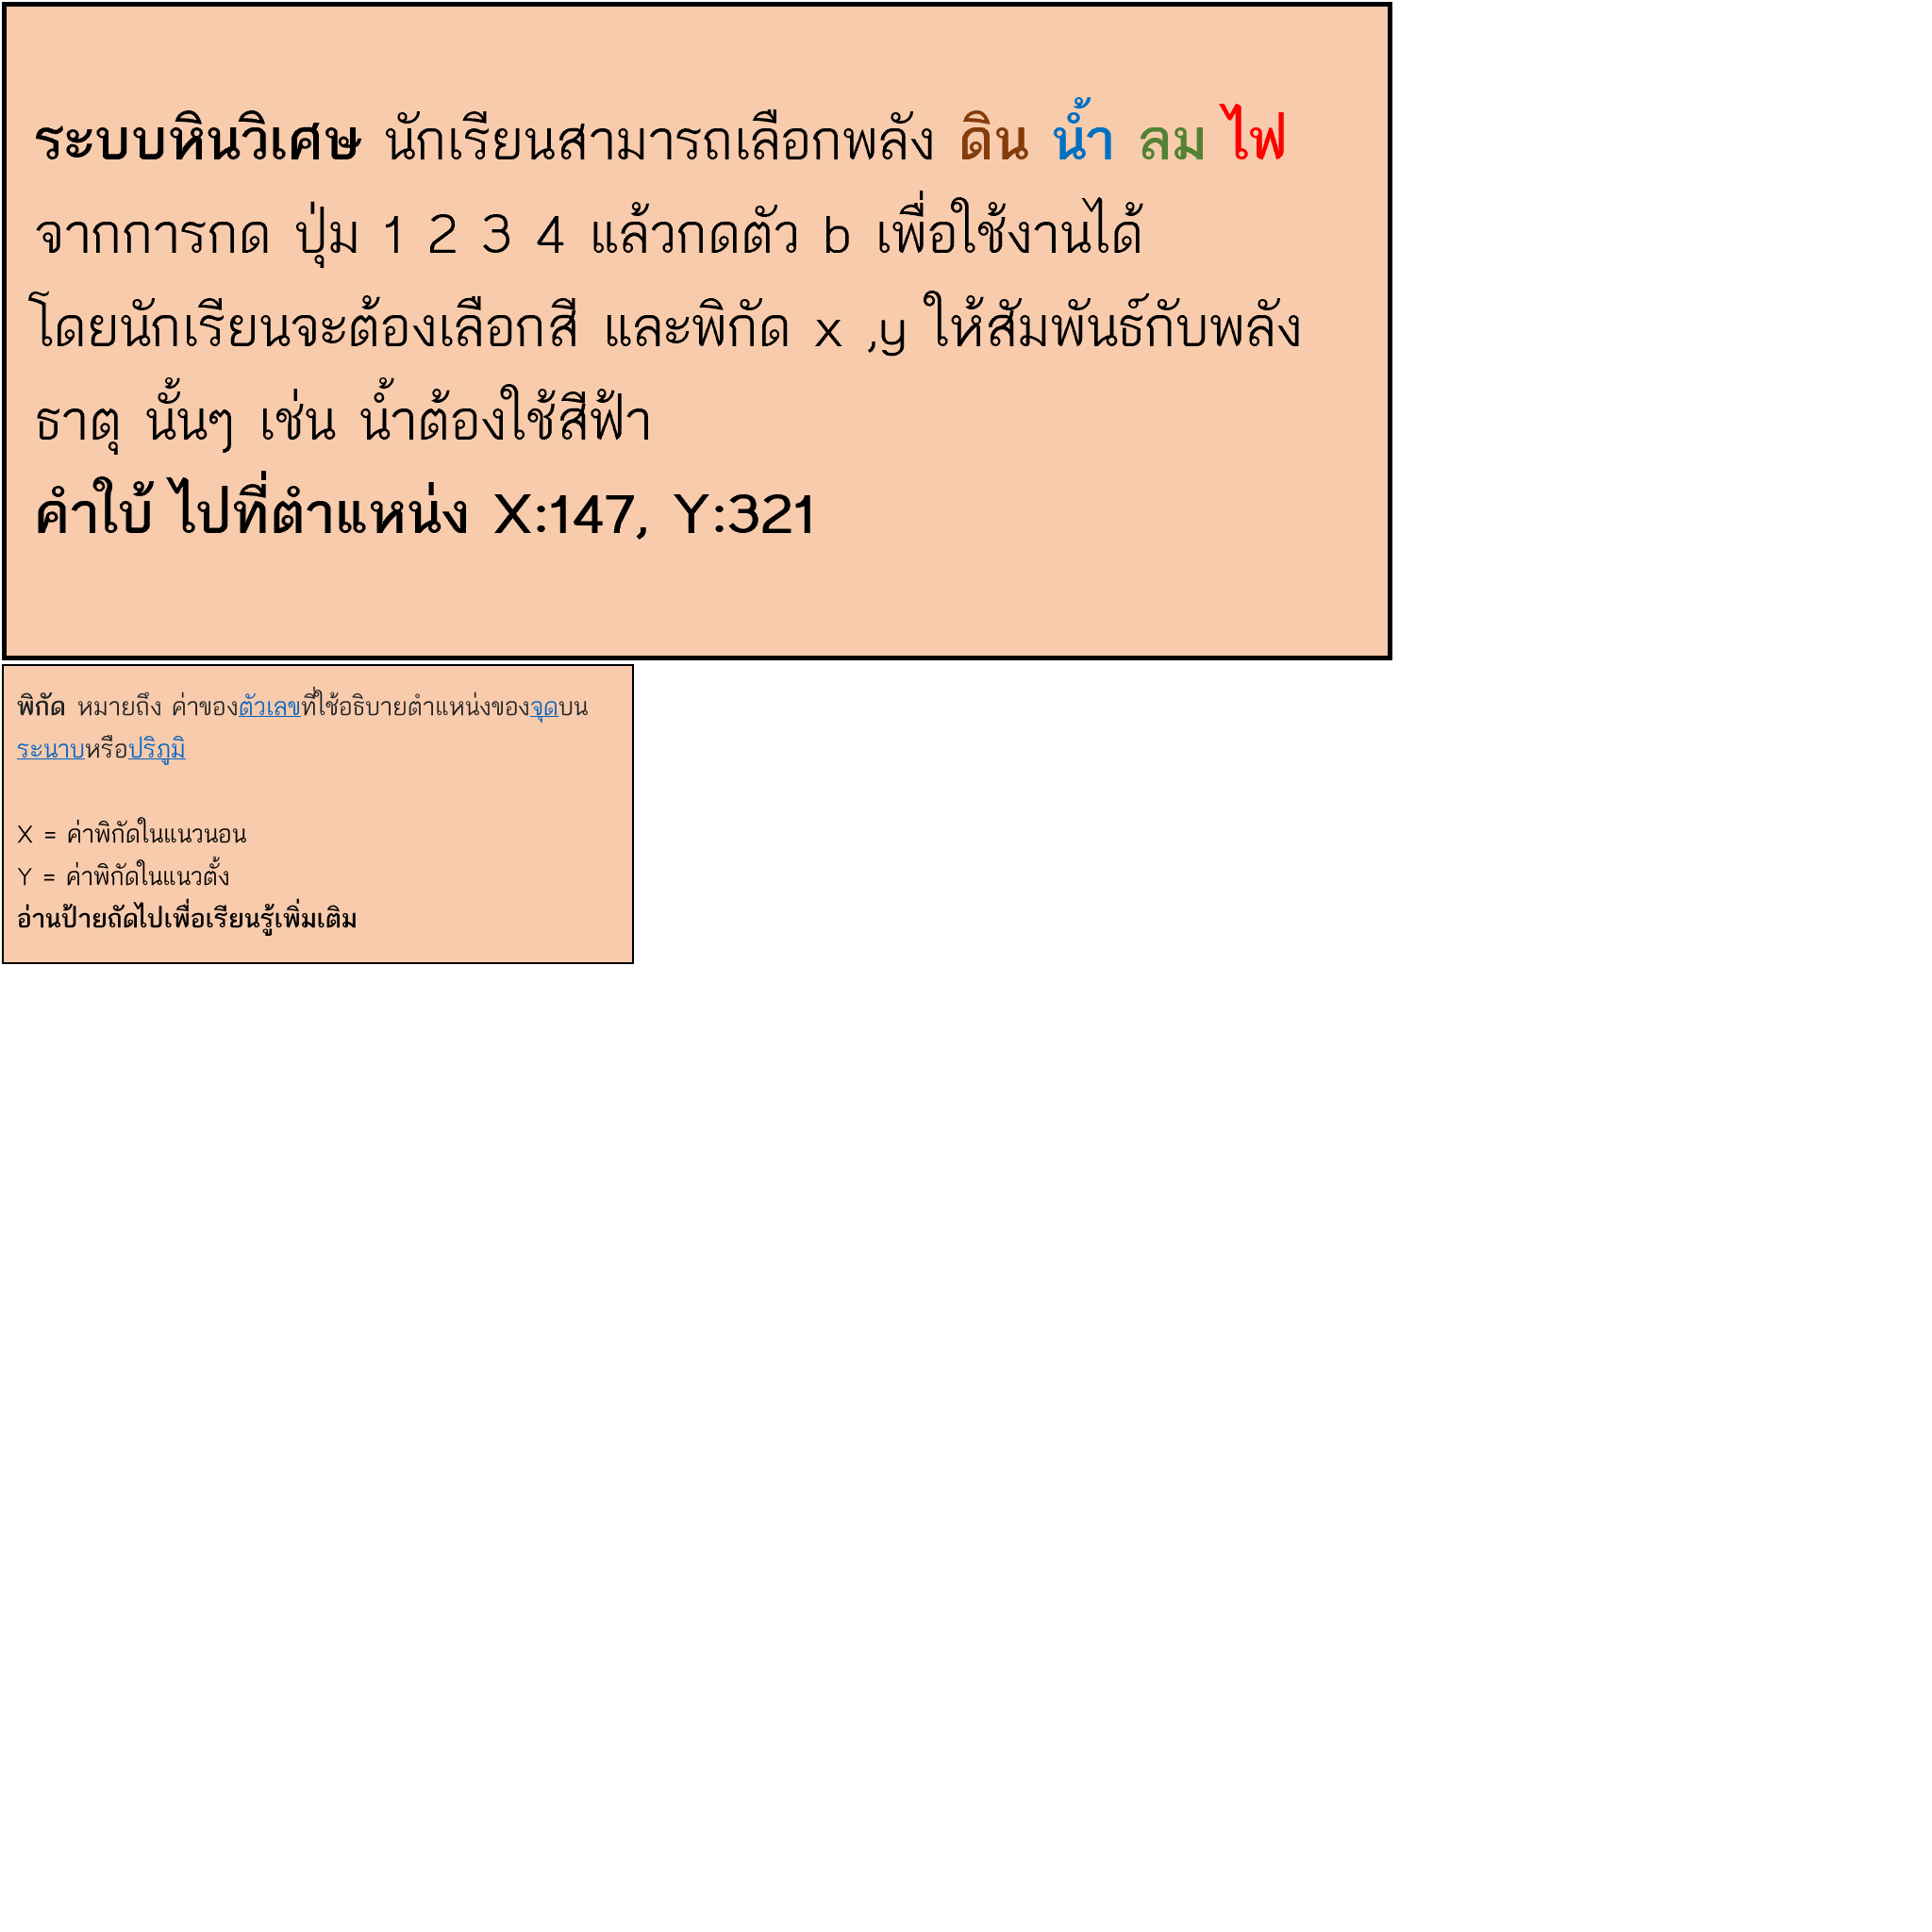 ระบบหินวิเศษ นักเรียนสามารถเลือกพลัง ดิน น้ำ ลม ไฟ
จากการกด ปุ่ม 1 2 3 4 แล้วกดตัว b เพื่อใช้งานได้
โดยนักเรียนจะต้องเลือกสี และพิกัด x ,y ให้สัมพันธ์กับพลัง
ธาตุ นั้นๆ เช่น น้ำต้องใช้สีฟ้า
คำใบ้ ไปที่ตำแหน่ง X:147, Y:321
พิกัด หมายถึง ค่าของตัวเลขที่ใช้อธิบายตำแหน่งของจุดบน
ระนาบหรือปริภูมิ
X = ค่าพิกัดในแนวนอน
Y = ค่าพิกัดในแนวตั้ง
อ่านป้ายถัดไปเพื่อเรียนรู้เพิ่มเติม